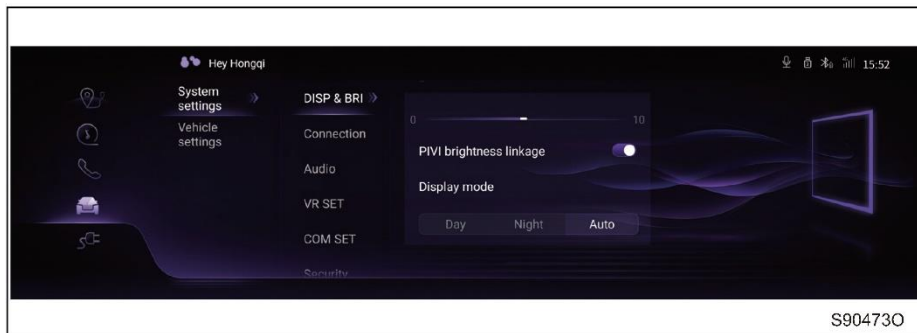 Hey Hongqi
15:52
System
settings
Vehicle
settings
DISP & BRI
Connection
Audio
VR SET
COM SET
Security
0
10
PIVI brightness linkage
Display mode
Day Night Auto
S90473O